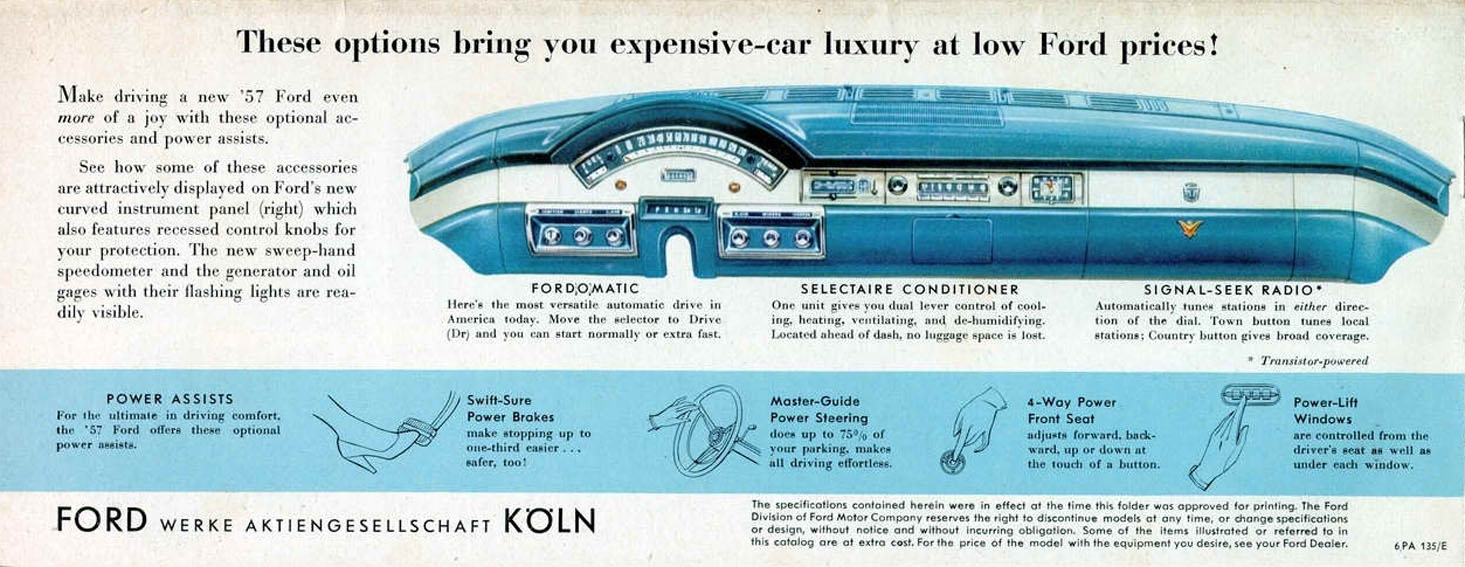 These options bring you expensive-car luxury at low Ford prices!
Make driving a new '57 Ford even
more of a joy with these optional ac-
cessories and power assists.
See how some of these accessories
are attractively displayed on Ford's new
curved instrument panel (right) which
also features recessed control knobs for
your protection. The new sweep-hand
speedometer and the generator and oil
gages with their flashing lights are rea-
dily visible.
FORDOMATIC
Here's the most versatile automatic drive in
America today. Move the selector to Drive
(Dr) and you can start normally or extra fast.
SELECTAIRE CONDITIONER
One unit gives you dual lever control of cool-
ing, heating, ventilating, and de-humidifying.
Located ahead of dash, no luggage space is lost.
SIGNAL-SEEK RADIO*
Automatically tunes stations in either direc-
tion of the dial. Town button tunes local
stations; Country button gives broad coverage.
* Transistor-powered
POWER ASSISTS
For the ultimate in driving comfort,
the '57 Ford offers these optional
power assists.
Swift-Sure
Power Brakes
make stopping up to
one-third easier . . .
safer, too!
Master-Guide
Power Steering
does up to 75% of
your parking, makes
all driving effortless.
4-Way Power
Front Seat
adjusts forward, back-
ward, up or down at
the touch of a button.
Power-Lift
Windows
are controlled from the
driver's seat as well as
under each window.
FORD WERKE AKTIENGESELLSCHAFT KÖLN
The specifications contained herein were in effect at the time this folder was approved for printing. The Ford
Division of Ford Motor Company reserves the right to discontinue models at any time, or change specifications
or design, without notice and without incurring obligation. Some of the items illustrated or referred to in
this catalog are at extra cost. For the price of the model with the equipment you desire, see your Ford Dealer.
6,PA 135/E